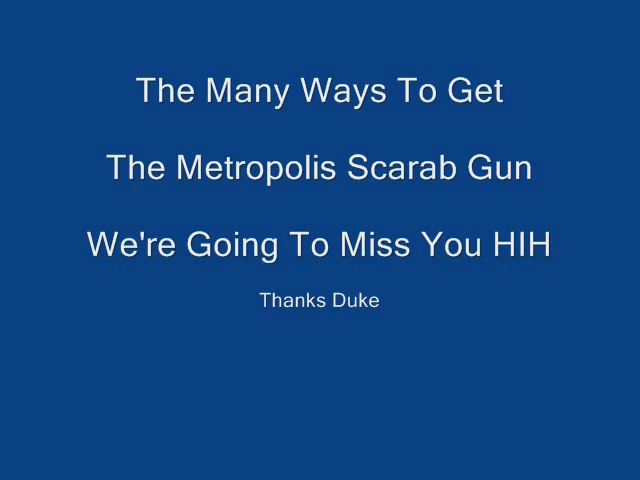 The Many Ways To Get
The Metropolis Scarab Gun
We're Going To Miss You HIH
Thanks Duke